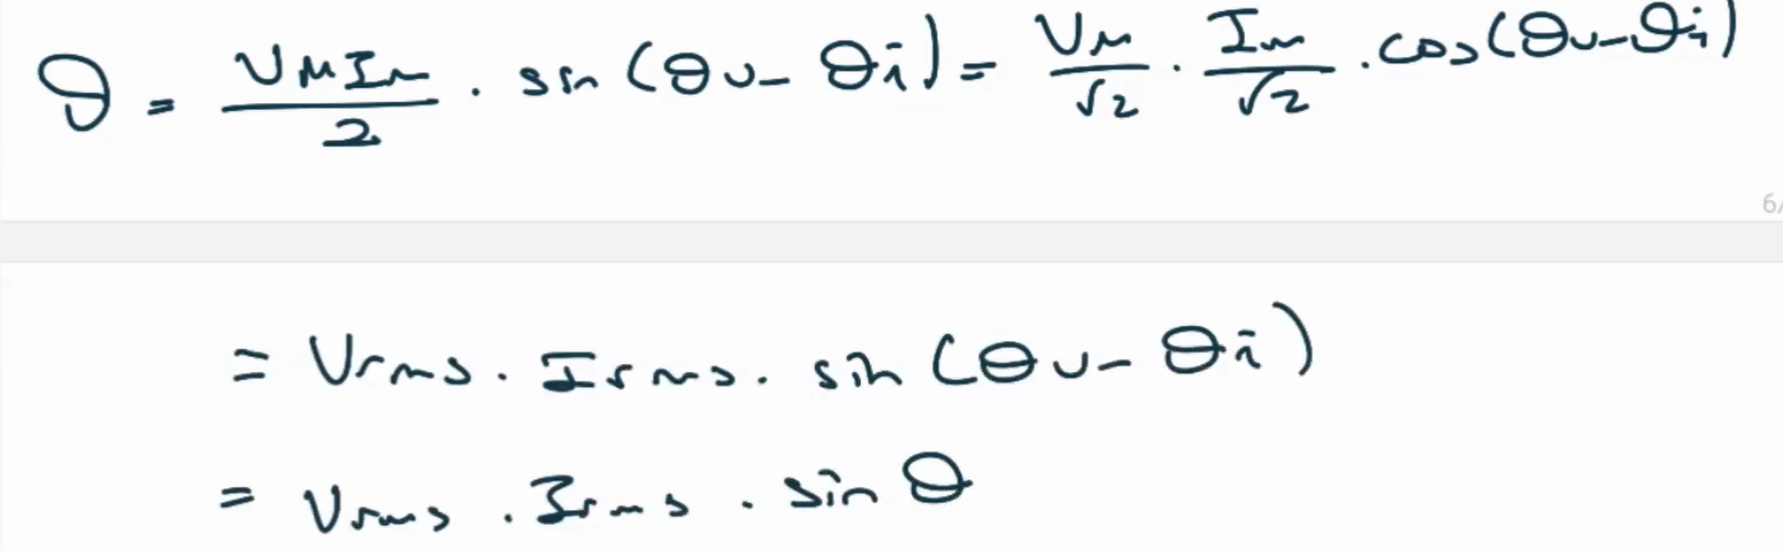 Q = VmIm/2 . sin (θv - θi) = Vm/√2 . Im/√2 . cos(θv-θi)
6/
= Vrms . Irms . sin (θv - θi)
= Vrms . Irms . sin θ